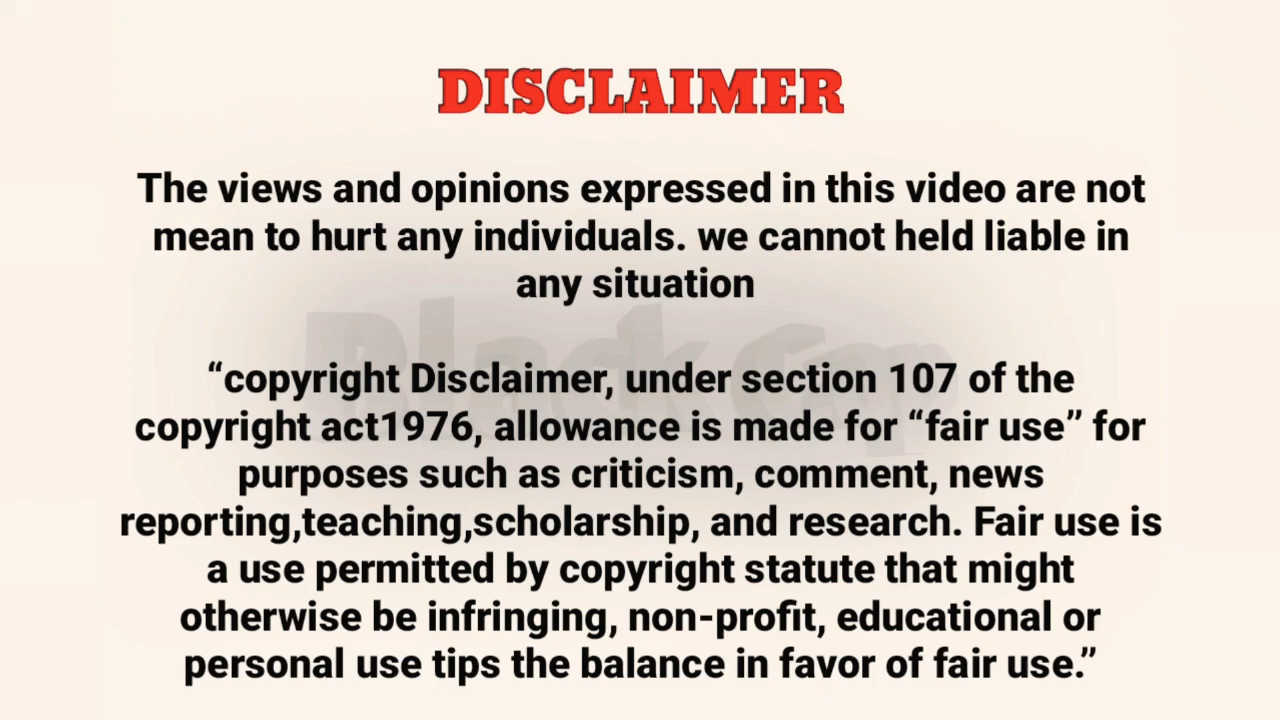 DISCLAIMER
The views and opinions expressed in this video are not
mean to hurt any individuals. we cannot held liable in
any situation
Black Cap
“copyright Disclaimer, under section 107 of the
copyright act1976, allowance is made for “fair use” for
purposes such as criticism, comment, news
reporting,teaching,scholarship, and research. Fair use is
a use permitted by copyright statute that might
otherwise be infringing, non-profit, educational or
personal use tips the balance in favor of fair use.”